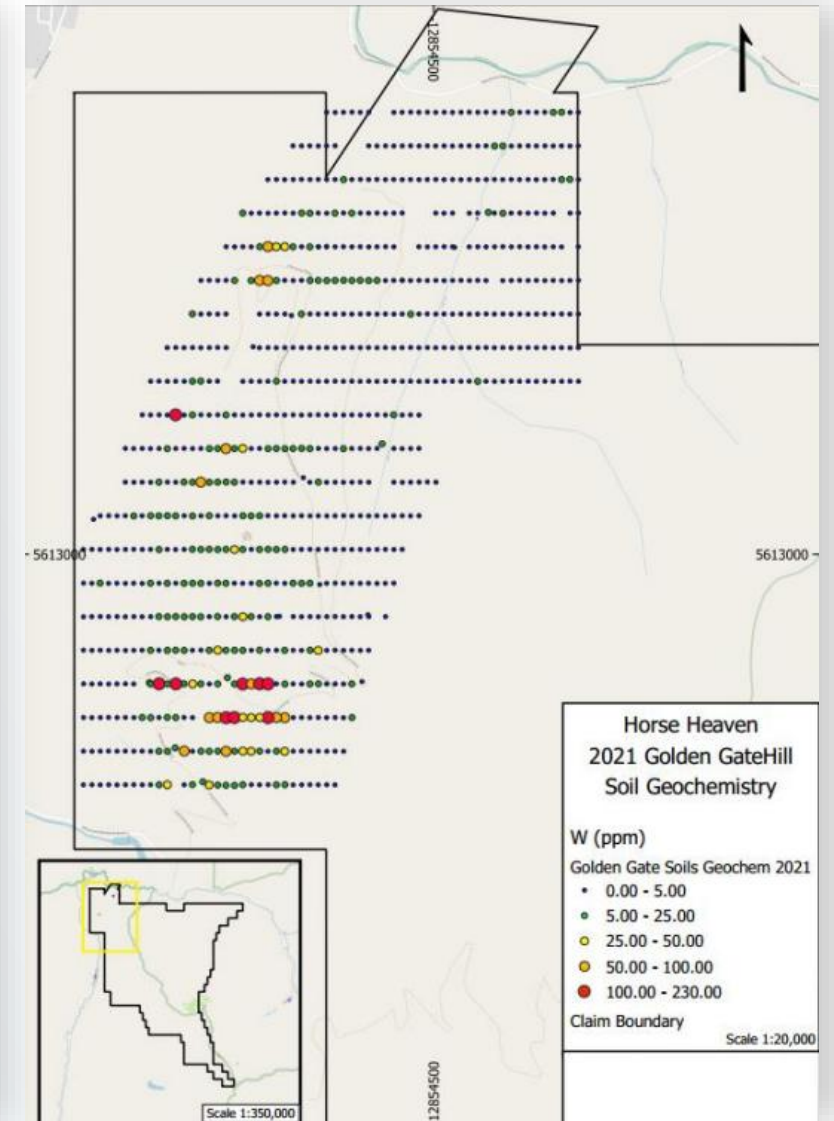 12854500
5613000
5613000
Horse Heaven
2021 Golden GateHill
Soil Geochemistry
W (ppm)
Golden Gate Soils Geochem 2021
0.00 - 5.00
5.00 - 25.00
25.00 - 50.00
50.00 - 100.00
100.00 - 230.00
Claim Boundary
Scale 1:20,000
Scale 1:350,000
12854500